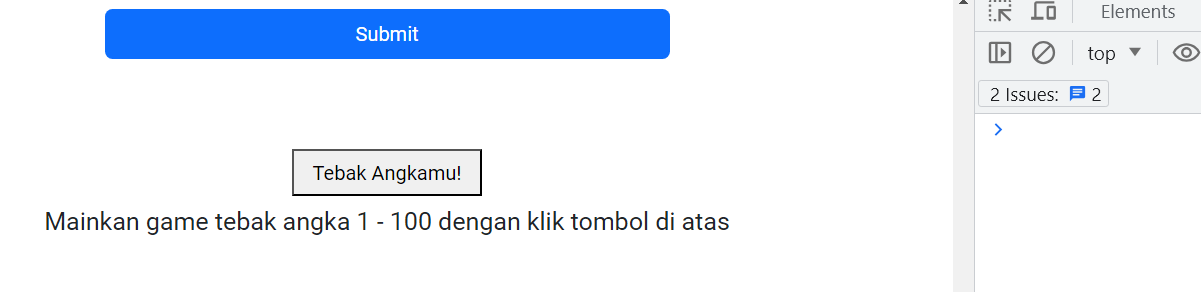 Submit
Tebak Angkamu!
Mainkan game tebak angka 1 - 100 dengan klik tombol di atas
Elements
top
2 Issues: 2